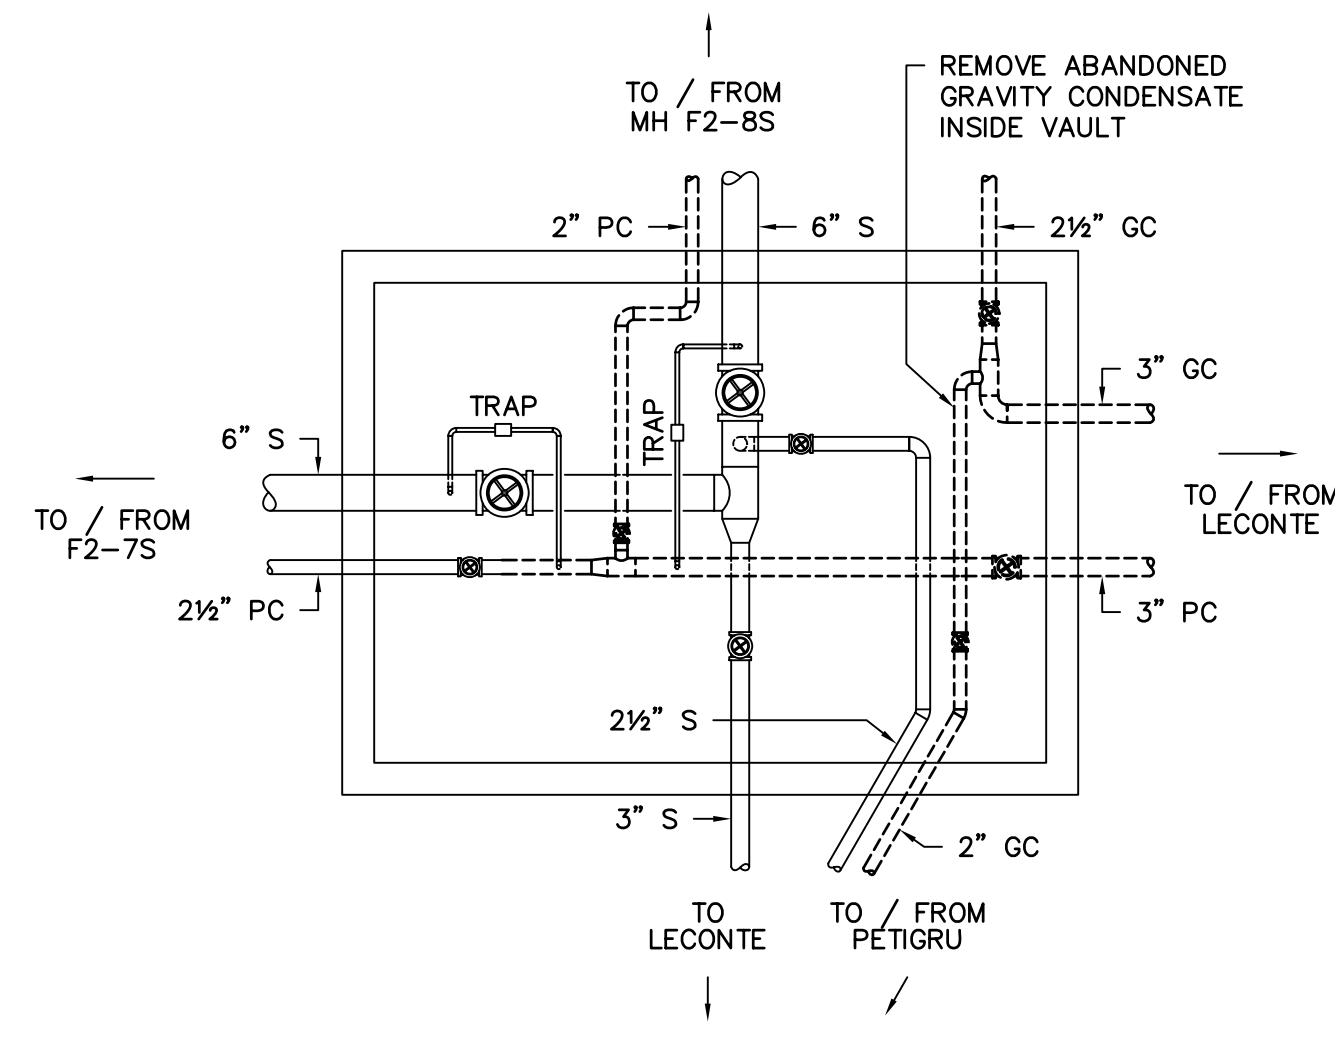 TO / FROM
MH F2-8S
REMOVE ABANDONED
GRAVITY CONDENSATE
INSIDE VAULT
2" PC
6" S
2½" GC
3" GC
TRAP
TRAP
6" S
TO / FROM
F2-7S
TO / FROM
LECONTE
2½" PC
3" PC
2½" S
3" S
2" GC
TO
LECONTE
TO / FROM
PETIGRU